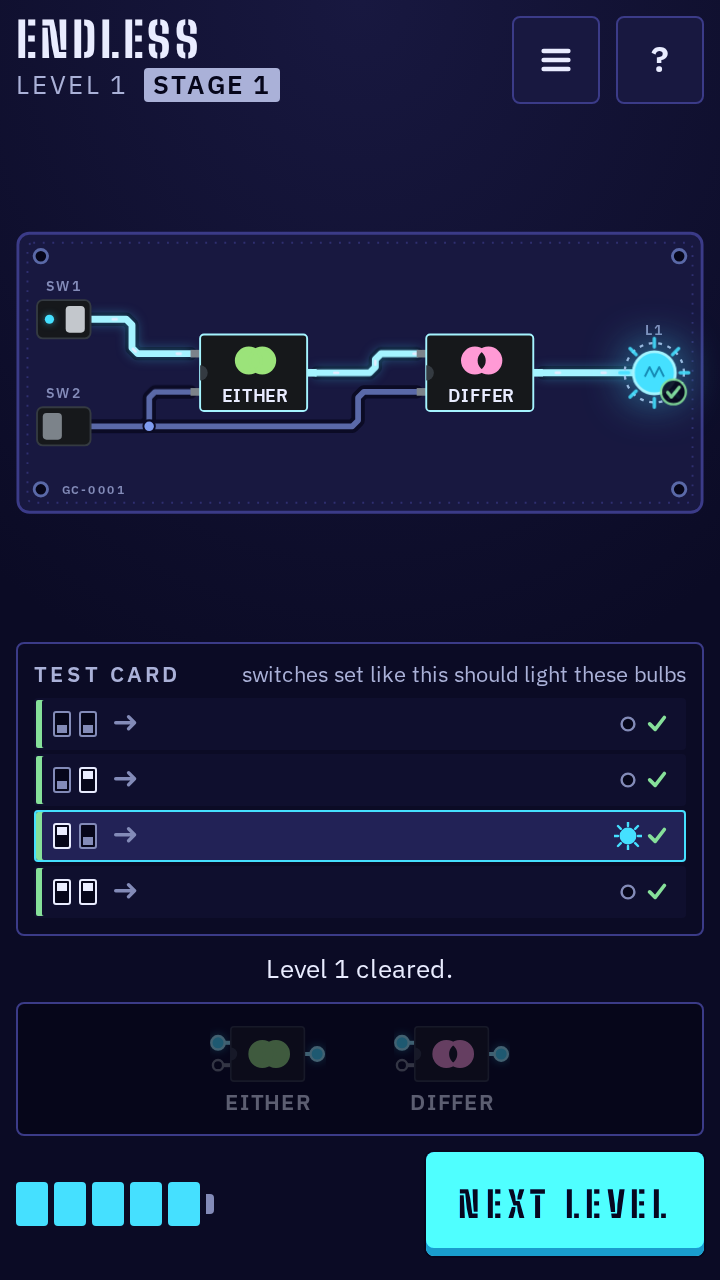 ENDLESS
LEVEL 1 STAGE 1
?
SW1
L1
EITHER
DIFFER
SW2
GC-0001
TEST CARD switches set like this should light these bulbs
Level 1 cleared.
EITHER
DIFFER
NEXT LEVEL